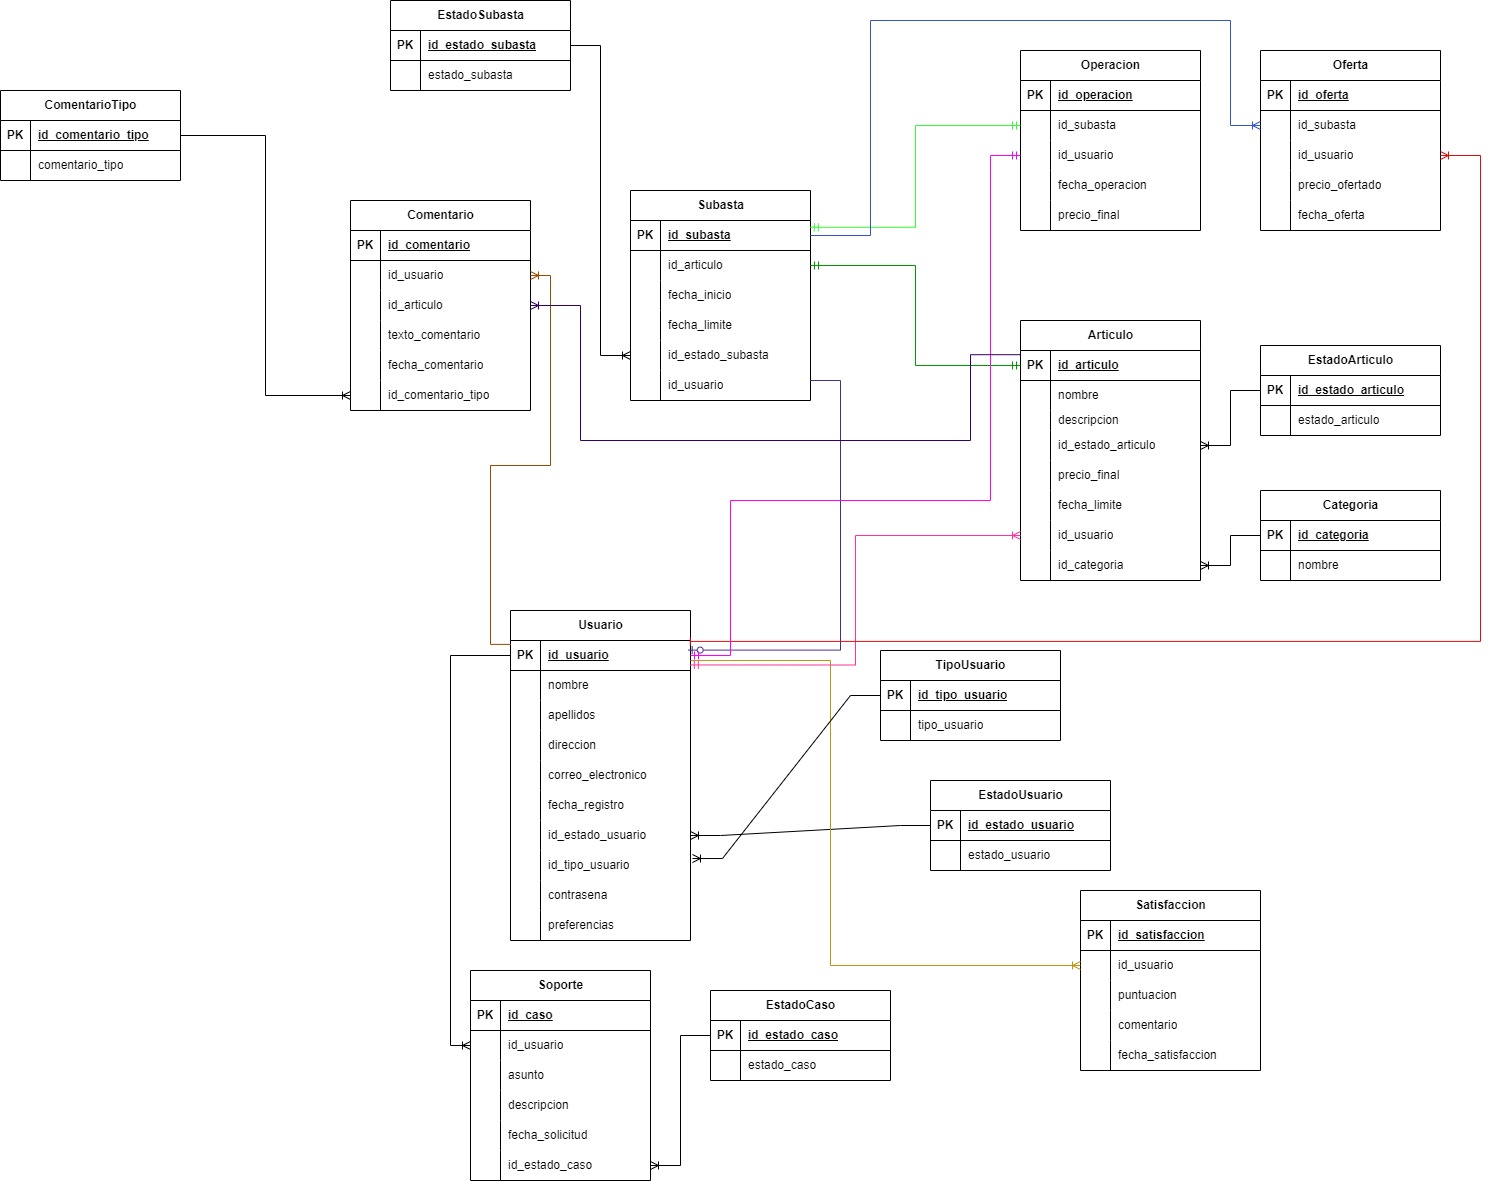 EstadoSubasta
PK id_estado_subasta
estado_subasta
ComentarioTipo
PK id_comentario_tipo
comentario_tipo
Comentario
PK id_comentario
id_usuario
id_articulo
texto_comentario
fecha_comentario
id_comentario_tipo
Subasta
PK id_subasta
id_articulo
fecha_inicio
fecha_limite
id_estado_subasta
id_usuario
Operacion
PK id_operacion
id_subasta
id_usuario
fecha_operacion
precio_final
Oferta
PK id_oferta
id_subasta
id_usuario
precio_ofertado
fecha_oferta
Articulo
PK id_articulo
nombre
descripcion
id_estado_articulo
precio_final
fecha_limite
id_usuario
id_categoria
EstadoArticulo
PK id_estado_articulo
estado_articulo
Categoria
PK id_categoria
nombre
Usuario
PK id_usuario
nombre
apellidos
direccion
correo_electronico
fecha_registro
id_estado_usuario
id_tipo_usuario
contrasena
preferencias
TipoUsuario
PK id_tipo_usuario
tipo_usuario
EstadoUsuario
PK id_estado_usuario
estado_usuario
Satisfaccion
PK id_satisfaccion
id_usuario
puntuacion
comentario
fecha_satisfaccion
Soporte
PK id_caso
id_usuario
asunto
descripcion
fecha_solicitud
id_estado_caso
EstadoCaso
PK id_estado_caso
estado_caso